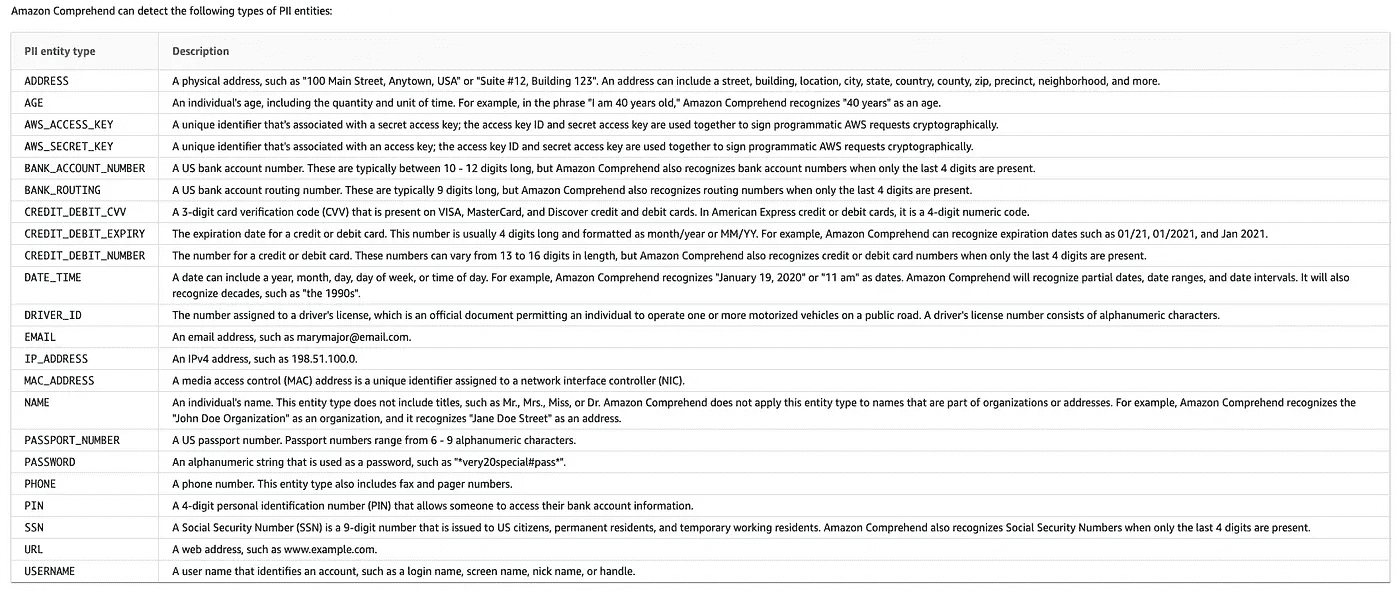 Amazon Comprehend can detect the following types of PII entities:
PII entity type Description
ADDRESS A physical address, such as "100 Main Street, Anytown, USA" or "Suite #12, Building 123". An address can include a street, building, location, city, state, country, county, zip, precinct, neighborhood, and more.
AGE An individual's age, including the quantity and unit of time. For example, in the phrase "I am 40 years old," Amazon Comprehend recognizes "40 years" as an age.
AWS_ACCESS_KEY A unique identifier that's associated with a secret access key; the access key ID and secret access key are used together to sign programmatic AWS requests cryptographically.
AWS_SECRET_KEY A unique identifier that's associated with an access key; the access key ID and secret access key are used together to sign programmatic AWS requests cryptographically.
BANK_ACCOUNT_NUMBER A US bank account number. These are typically between 10 - 12 digits long, but Amazon Comprehend also recognizes bank account numbers when only the last 4 digits are present.
BANK_ROUTING A US bank account routing number. These are typically 9 digits long, but Amazon Comprehend also recognizes routing numbers when only the last 4 digits are present.
CREDIT_DEBIT_CVV A 3-digit card verification code (CVV) that is present on VISA, MasterCard, and Discover credit and debit cards. In American Express credit or debit cards, it is a 4-digit numeric code.
CREDIT_DEBIT_EXPIRY The expiration date for a credit or debit card. This number is usually 4 digits long and formatted as month/year or MM/YY. For example, Amazon Comprehend can recognize expiration dates such as 01/21, 01/2021, and Jan 2021.
CREDIT_DEBIT_NUMBER The number for a credit or debit card. These numbers can vary from 13 to 16 digits in length, but Amazon Comprehend also recognizes credit or debit card numbers when only the last 4 digits are present.
DATE_TIME A date can include a year, month, day, day of week, or time of day. For example, Amazon Comprehend recognizes "January 19, 2020" or "11 am" as dates. Amazon Comprehend will recognize partial dates, date ranges, and date intervals. It will also
recognize decades, such as "the 1990s".
DRIVER_ID The number assigned to a driver's license, which is an official document permitting an individual to operate one or more motorized vehicles on a public road. A driver's license number consists of alphanumeric characters.
EMAIL An email address, such as marymajor@email.com.
IP_ADDRESS An IPv4 address, such as 198.51.100.0.
MAC_ADDRESS A media access control (MAC) address is a unique identifier assigned to a network interface controller (NIC).
NAME An individual's name. This entity type does not include titles, such as Mr., Mrs., Miss, or Dr. Amazon Comprehend does not apply this entity type to names that are part of organizations or addresses. For example, Amazon Comprehend recognizes the
"John Doe Organization" as an organization, and it recognizes "Jane Doe Street" as an address.
PASSPORT_NUMBER A US passport number. Passport numbers range from 6 - 9 alphanumeric characters.
PASSWORD An alphanumeric string that is used as a password, such as "*very20special#pass*".
PHONE A phone number. This entity type also includes fax and pager numbers.
PIN A 4-digit personal identification number (PIN) that allows someone to access their bank account information.
SSN A Social Security Number (SSN) is a 9-digit number that is issued to US citizens, permanent residents, and temporary working residents. Amazon Comprehend also recognizes Social Security Numbers when only the last 4 digits are present.
URL A web address, such as www.example.com.
USERNAME A user name that identifies an account, such as a login name, screen name, nick name, or handle.